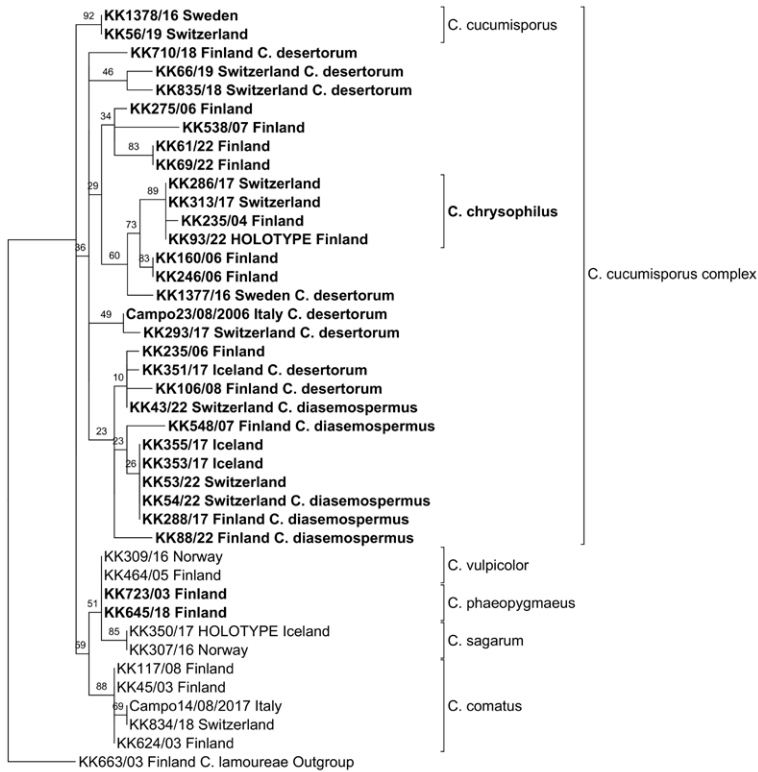 92
KK1378/16 Sweden
KK56/19 Switzerland
C. cucumisporus
KK710/18 Finland C. desertorum
46
KK66/19 Switzerland C. desertorum
KK835/18 Switzerland C. desertorum
34
KK275/06 Finland
KK538/07 Finland
83
KK61/22 Finland
KK69/22 Finland
29
89
KK286/17 Switzerland
KK313/17 Switzerland
C. chrysophilus
73
KK235/04 Finland
KK93/22 HOLOTYPE Finland
36
60
83
KK160/06 Finland
KK246/06 Finland
C. cucumisporus complex
KK1377/16 Sweden C. desertorum
49
Campo23/08/2006 Italy C. desertorum
KK293/17 Switzerland C. desertorum
KK235/06 Finland
10
KK351/17 Iceland C. desertorum
KK106/08 Finland C. desertorum
KK43/22 Switzerland C. diasemospermus
23
KK548/07 Finland C. diasemospermus
23
KK355/17 Iceland
26
KK353/17 Iceland
KK53/22 Switzerland
KK54/22 Switzerland C. diasemospermus
KK288/17 Finland C. diasemospermus
KK88/22 Finland C. diasemospermus
KK309/16 Norway
KK464/05 Finland
C. vulpicolor
51
KK723/03 Finland
KK645/18 Finland
C. phaeopygmaeus
85
KK350/17 HOLOTYPE Iceland
KK307/16 Norway
C. sagarum
59
KK117/08 Finland
88
KK45/03 Finland
69
Campo14/08/2017 Italy
KK834/18 Switzerland
C. comatus
KK624/03 Finland
KK663/03 Finland C. lamoureae Outgroup